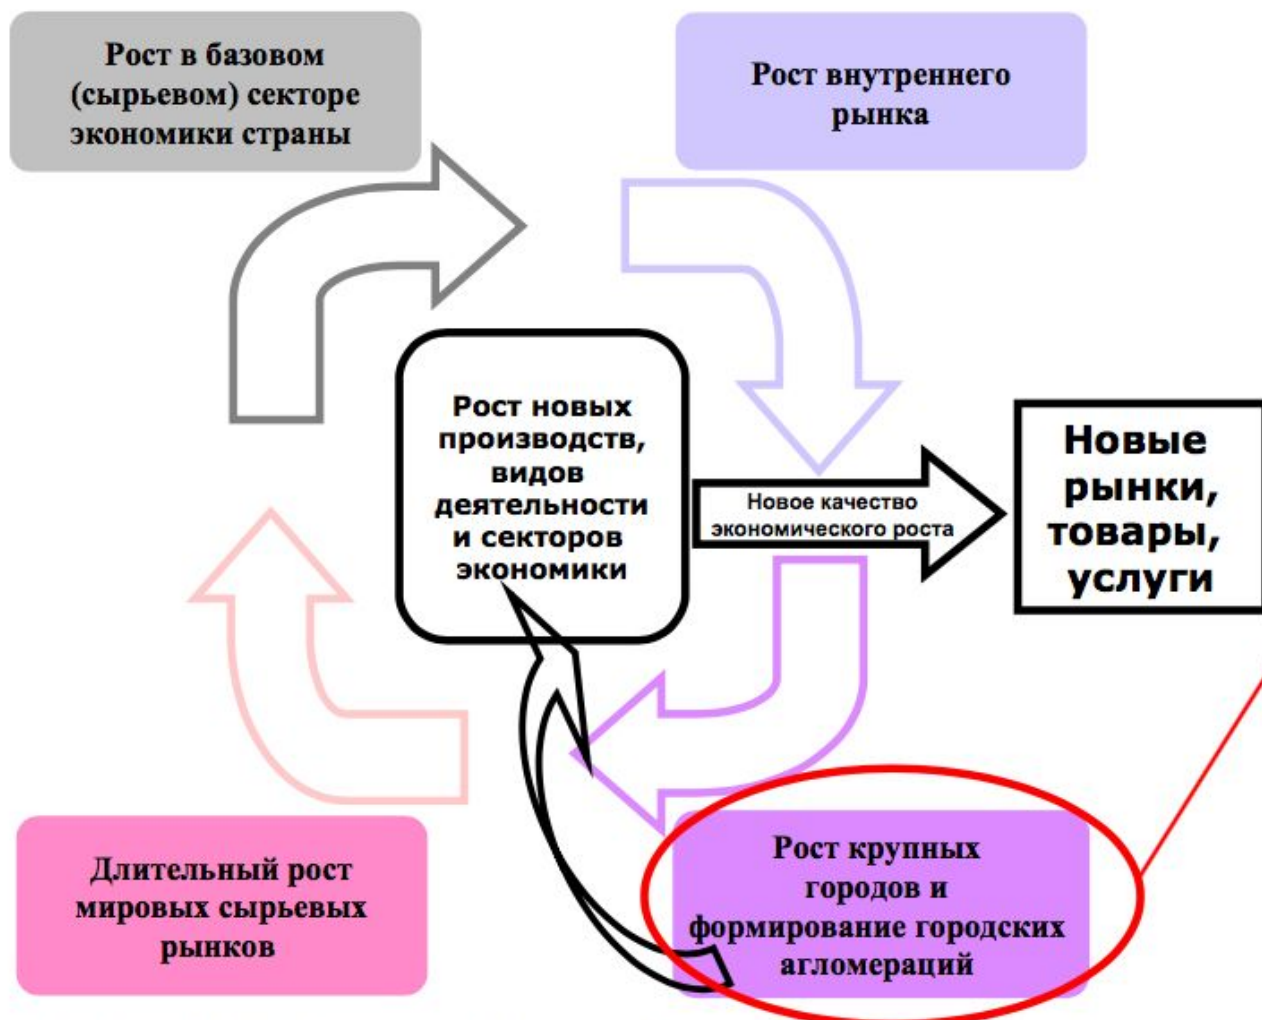 Рост в базовом
(сырьевом) секторе
экономики страны
Рост внутреннего
рынка
Рост новых
производств,
видов
деятельности
и секторов
экономики
Новое качество
экономического роста
Новые
рынки,
товары,
услуги
Длительный рост
мировых сырьевых
рынков
Рост крупных
городов и
формирование городских
агломераций